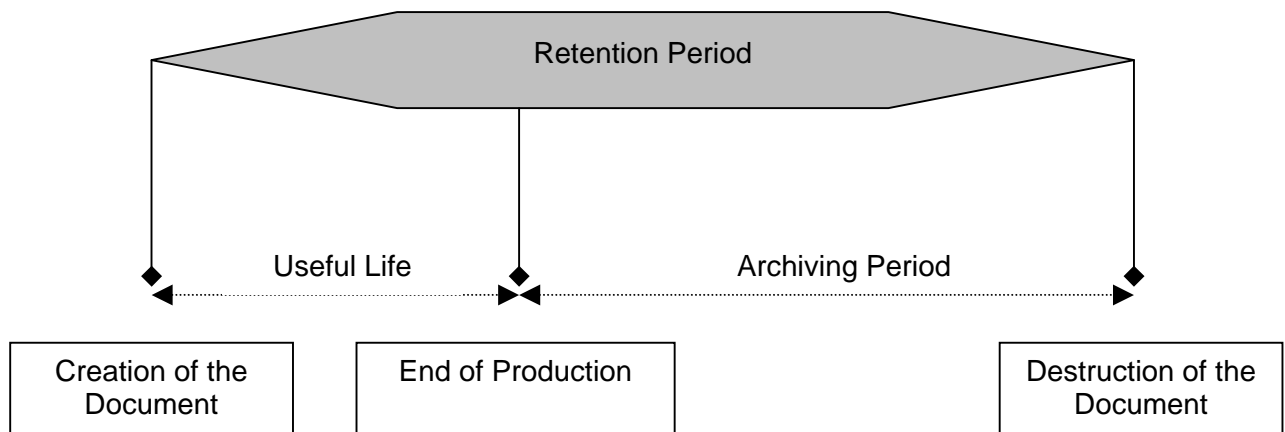 Retention Period
Useful Life
Archiving Period
Creation of the
Document
End of Production
Destruction of the
Document